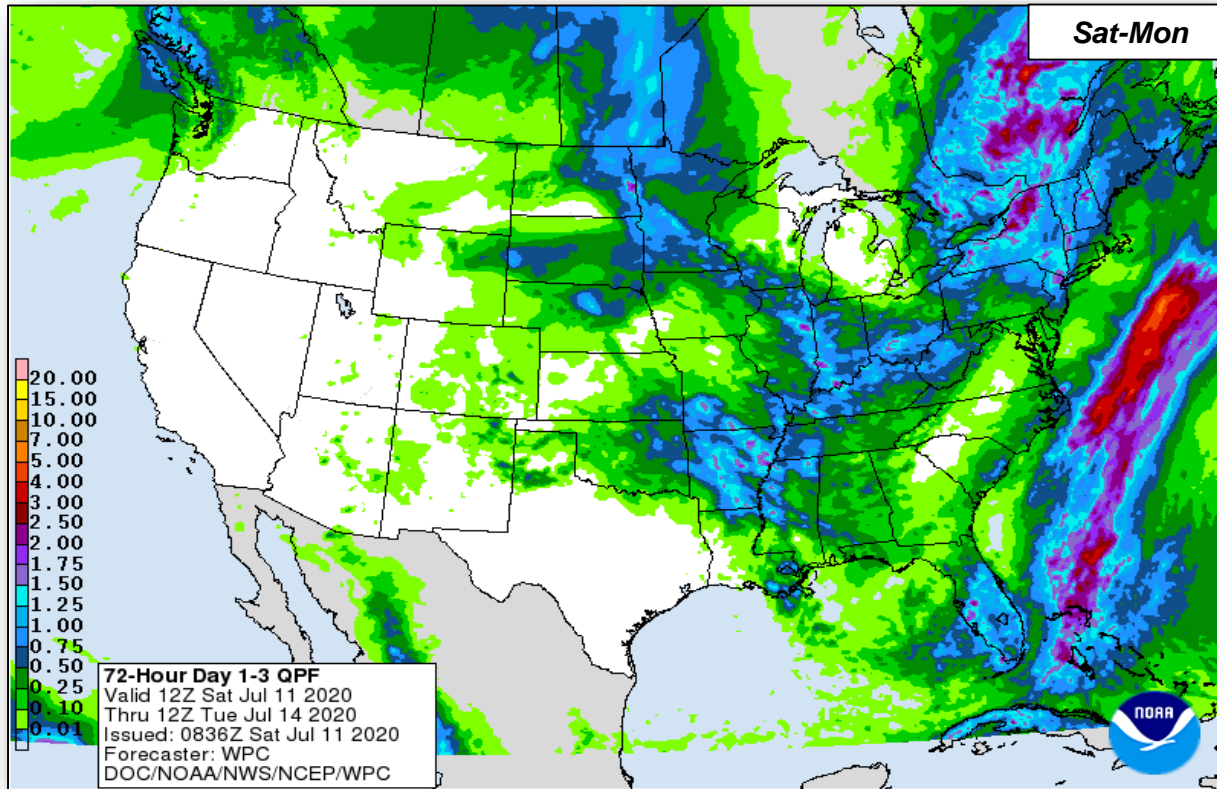 Sat-Mon
20.00
15.00
10.00
7.00
5.00
4.00
3.00
2.50
2.00
1.75
1.50
1.25
1.00
0.75
0.50
0.25
0.10
0.01
72-Hour Day 1-3 QPF
Valid 12Z Sat Jul 11 2020
Thru 12Z Tue Jul 14 2020
Issued: 0836Z Sat Jul 11 2020
Forecaster: WPC
DOC/NOAA/NWS/NCEP/WPC
NOAA